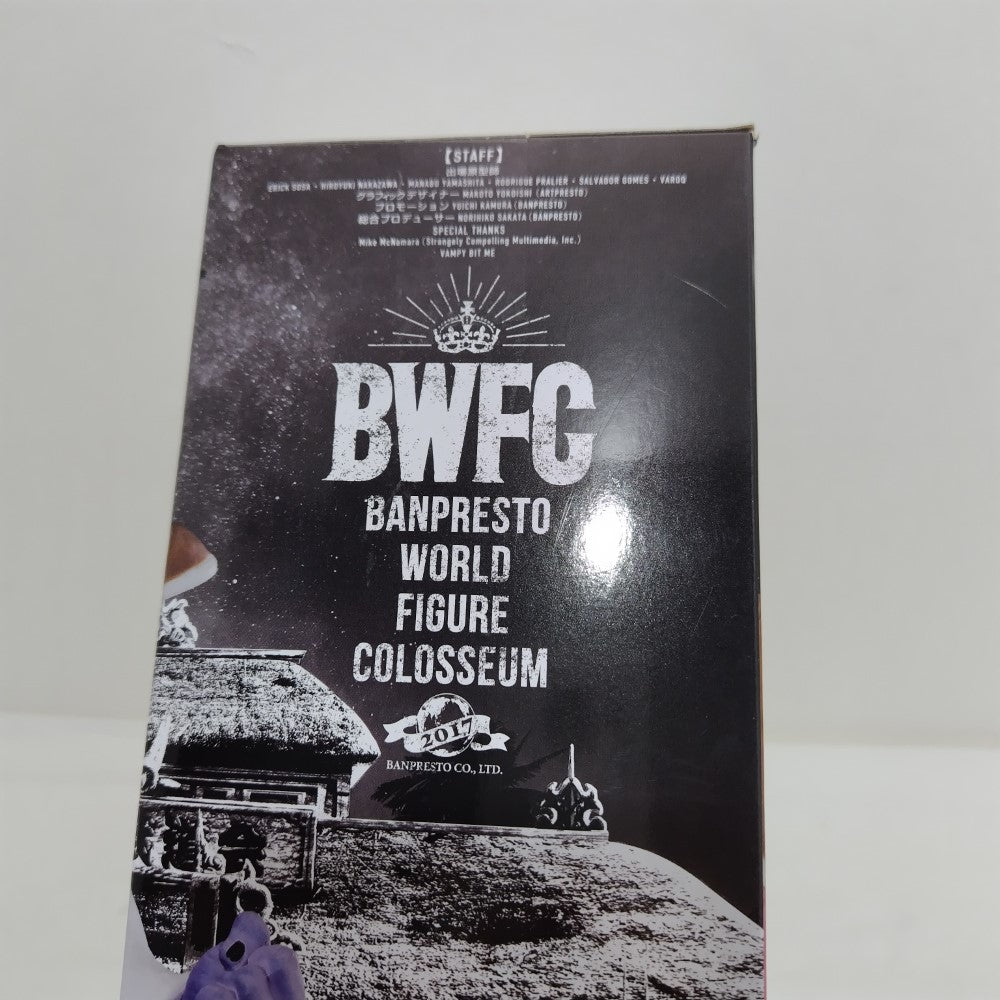 【STAFF】
出場原型師
ERICK SOSA・HIROYUKI NAKAZAWA・MANABU YAMASHITA・RODRIGUE PRALIER・SALVADOR GOMES・VAROQ
グラフィックデザイナー MAKOTO YOKOISHI (ARTPRESTO)
プロモーション YUICHI KAMURA (BANPRESTO)
総合プロデューサー NORIHIKO SAKATA (BANPRESTO)
SPECIAL THANKS
Mike McNamara (Strangely Compelling Multimedia, Inc.)
VAMPY BIT ME
BWFC
BANPRESTO
WORLD
FIGURE
COLOSSEUM
2017
BANPRESTO CO., LTD.